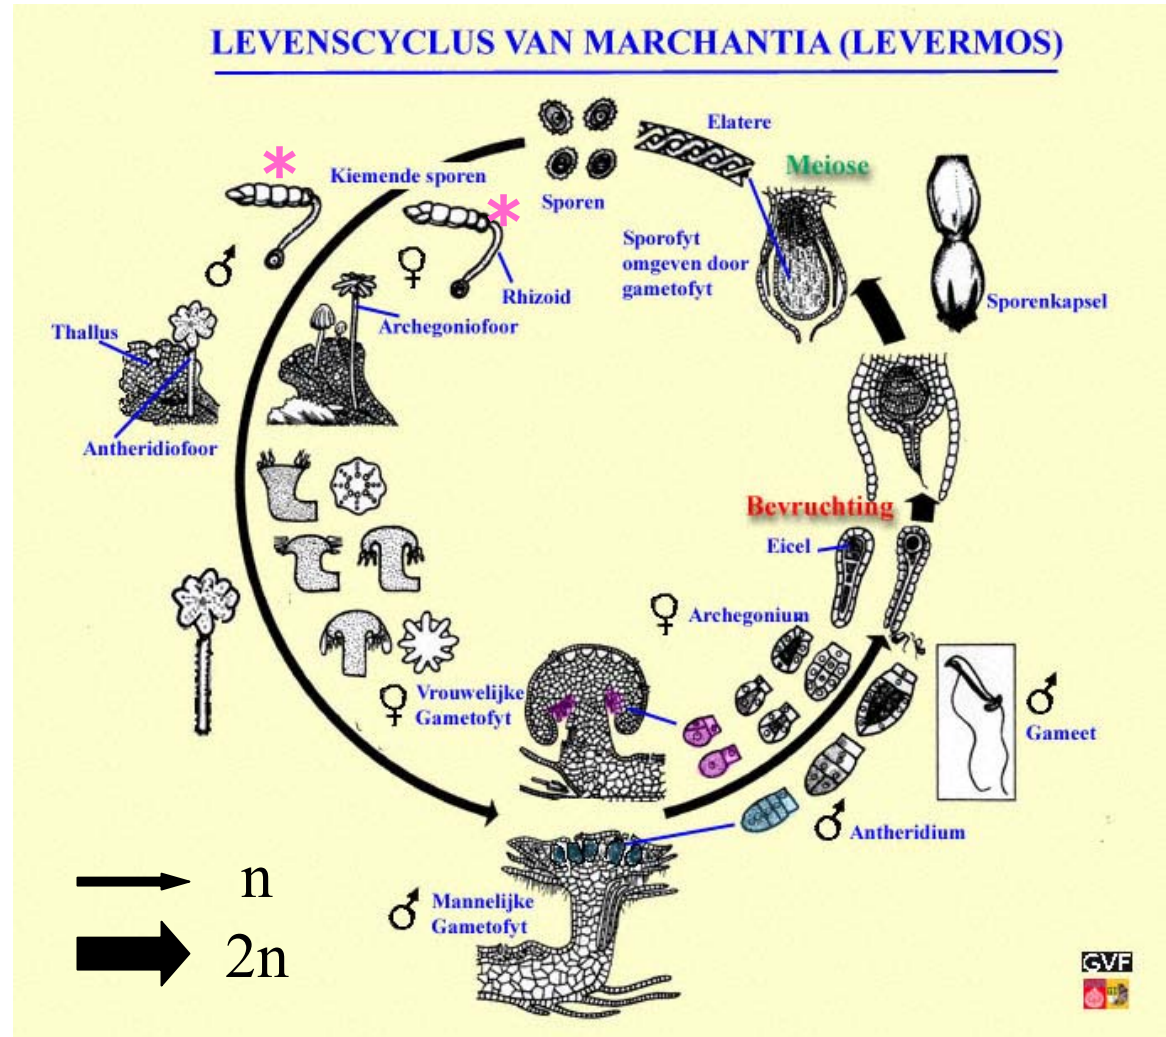 LEVENSCYCLUS VAN MARCHANTIA (LEVERMOS)
Elatere
Meiose
Kiemende sporen
Sporen
Sporofyt
omgeven door
gametofyt
Rhizoid
Sporenkapsel
Archegoniofoor
Thallus
Antheridiofoor
Bevruchting
Eicel
Archegonium
Vrouwelijke
Gametofyt
Gameet
Antheridium
Mannelijke
Gametofyt
n
2n
GVF